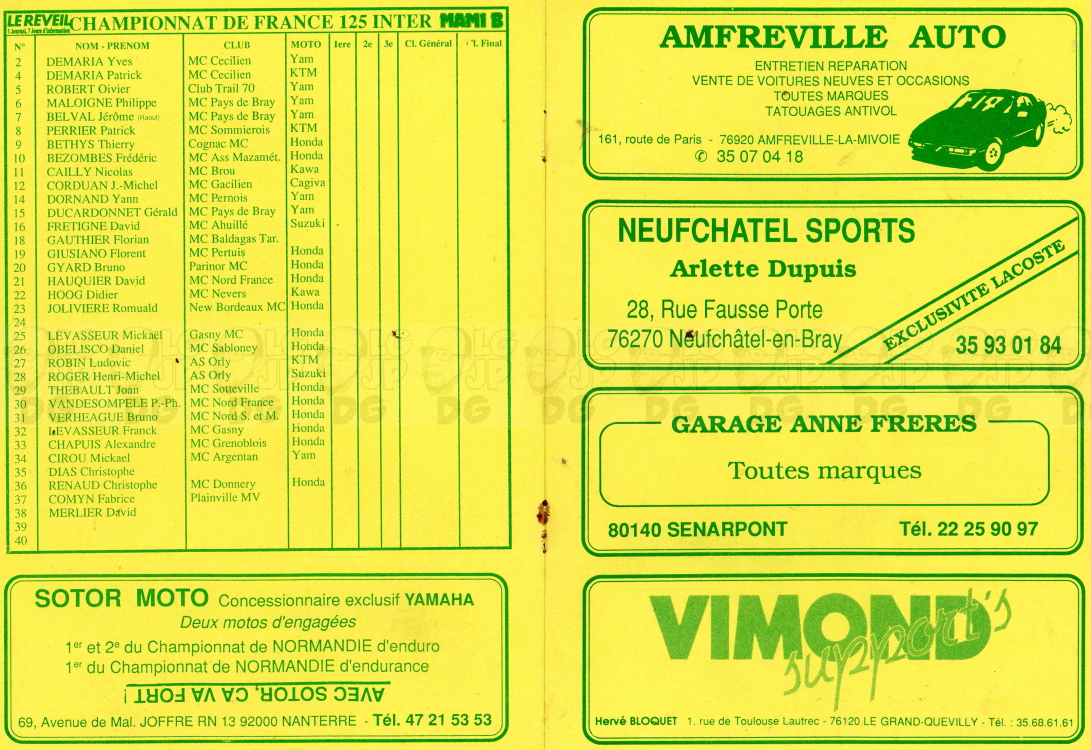 LE REVEIL CHAMPIONNAT DE FRANCE 125 INTER MAMI B
1 Journal, 7 Jours d'information
N° NOM - PRENOM CLUB MOTO 1ere 2e 3e Cl. Général Cl. Final
2 DEMARIA Yves MC Cecilien Yam
4 DEMARIA Patrick MC Cecilien KTM
5 ROBERT Oivier Club Trail 70 Yam
6 MALOIGNE Philippe MC Pays de Bray Yam
7 BELVAL Jérôme (Raoul) MC Pays de Bray Yam
8 PERRIER Patrick MC Sommierois KTM
9 BETHYS Thierry Cognac MC Honda
10 BEZOMBES Frédéric MC Ass Mazamét. Honda
11 CAILLY Nicolas MC Brou Kawa
12 CORDUAN J.-Michel MC Gacilien Cagiva
14 DORNAND Yann MC Pernois Yam
15 DUCARDONNET Gérald MC Pays de Bray Yam
16 FRETIGNE David MC Ahuillé Suzuki
18 GAUTHIER Florian MC Baldagas Tar.
19 GIUSIANO Florent MC Pertuis Honda
20 GYARD Bruno Parinor MC Honda
21 HAUQUIER David MC Nord France Honda
22 HOOG Didier MC Nevers Kawa
23 JOLIVIERE Romuald New Bordeaux MC Honda
24
25 LEVASSEUR Mickaël Gasny MC Honda
26 OBELISCO Daniel MC Sabloney Honda
27 ROBIN Ludovic AS Orly KTM
28 ROGER Henri-Michel AS Orly Suzuki
29 THEBAULT Joan MC Sotteville Honda
30 VANDESOMPELE P.-Ph. MC Nord France Honda
31 VERHEAGUE Bruno MC Nord S. et M. Honda
32 LEVASSEUR Franck MC Gasny Honda
33 CHAPUIS Alexandre MC Grenoblois Honda
34 CIROU Mickael MC Argentan Yam
35 DIAS Christophe
36 RENAUD Christophe MC Donnery Honda
37 COMYN Fabrice Plainville MV
38 MERLIER David
39
40
SOTOR MOTO Concessionnaire exclusif YAMAHA
Deux motos d'engagées
1er et 2e du Championnat de NORMANDIE d'enduro
1er du Championnat de NORMANDIE d'endurance
AVEC SOTOR, CA VA FORT !
69, Avenue de Mal. JOFFRE RN 13 92000 NANTERRE - Tél. 47 21 53 53
AMFREVILLE AUTO
ENTRETIEN REPARATION
VENTE DE VOITURES NEUVES ET OCCASIONS
TOUTES MARQUES
TATOUAGES ANTIVOL
161, route de Paris - 76920 AMFREVILLE-LA-MIVOIE
✆ 35 07 04 18
NEUFCHATEL SPORTS
Arlette Dupuis
28, Rue Fausse Porte
76270 Neufchâtel-en-Bray
EXCLUSIVITE LACOSTE
35 93 01 84
GARAGE ANNE FRERES
Toutes marques
80140 SENARPONT Tél. 22 25 90 97
VIMOND
support's
Hervé BLOQUET 1, rue de Toulouse Lautrec - 76120 LE GRAND-QUEVILLY - Tél. : 35.68.61.61